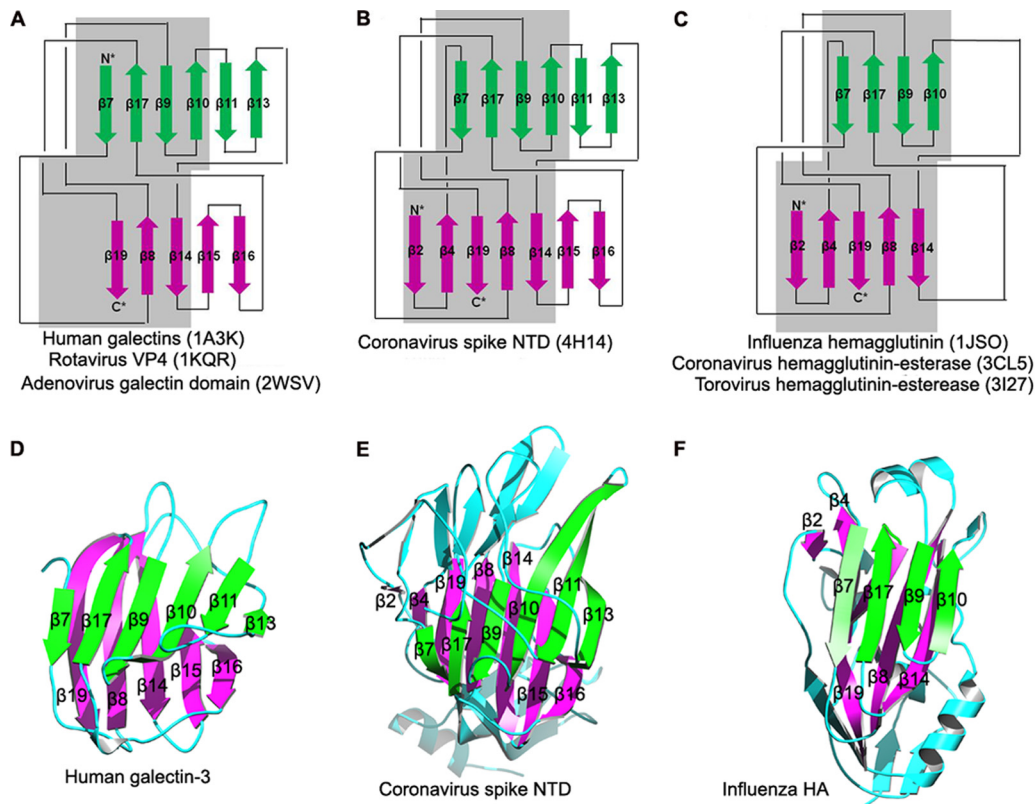 A
N*
β7
β17
β9
β10
β11
β13
β19
β8
β14
β15
β16
C*
Human galectins (1A3K)
Rotavirus VP4 (1KQR)
Adenovirus galectin domain (2WSV)
B
β7
β17
β9
β10
β11
β13
N*
β2
β4
β19
β8
β14
β15
β16
C*
Coronavirus spike NTD (4H14)
C
β7
β17
β9
β10
N*
β2
β4
β19
β8
β14
C*
Influenza hemagglutinin (1JSO)
Coronavirus hemagglutinin-esterase (3CL5)
Torovirus hemagglutinin-esterease (3I27)
D
β7
β17
β9
β10
β11
β13
β19
β8
β14
β15
β16
Human galectin-3
E
β2
β4
β19
β8
β14
β7
β17
β9
β10
β11
β13
β15
β16
Coronavirus spike NTD
F
β2
β4
β7
β17
β9
β10
β19
β8
β14
Influenza HA